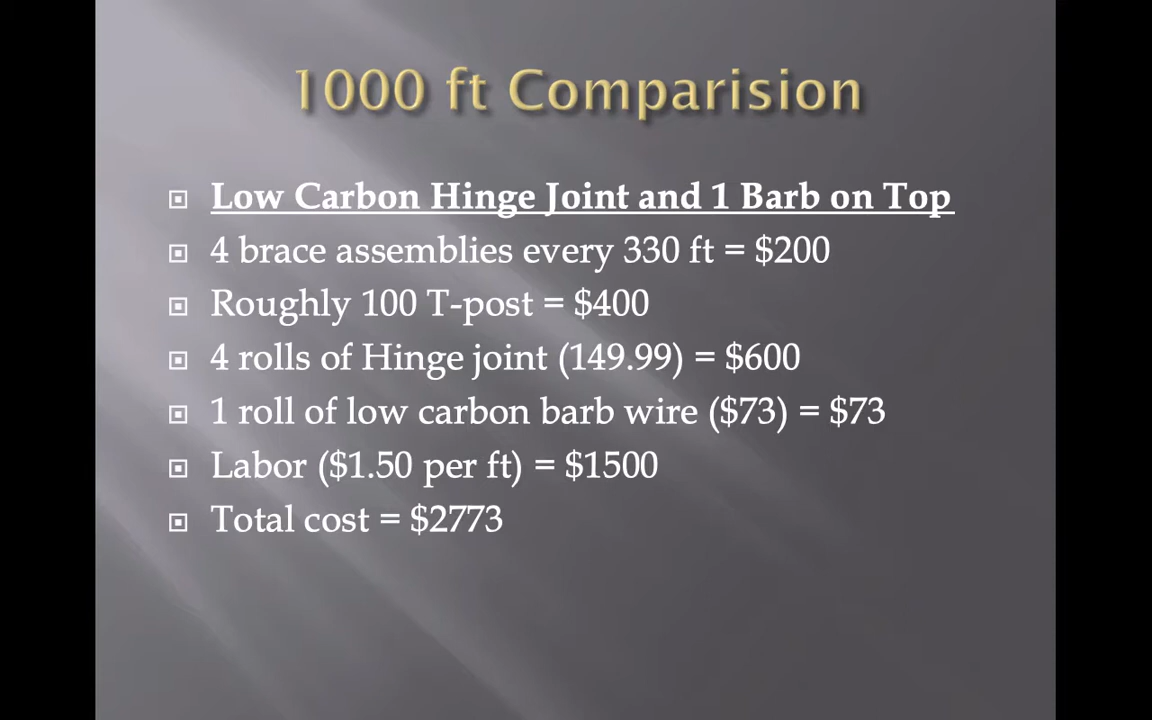 1000 ft Comparision
Low Carbon Hinge Joint and 1 Barb on Top
4 brace assemblies every 330 ft = $200
Roughly 100 T-post = $400
4 rolls of Hinge joint (149.99) = $600
1 roll of low carbon barb wire ($73) = $73
Labor ($1.50 per ft) = $1500
Total cost = $2773